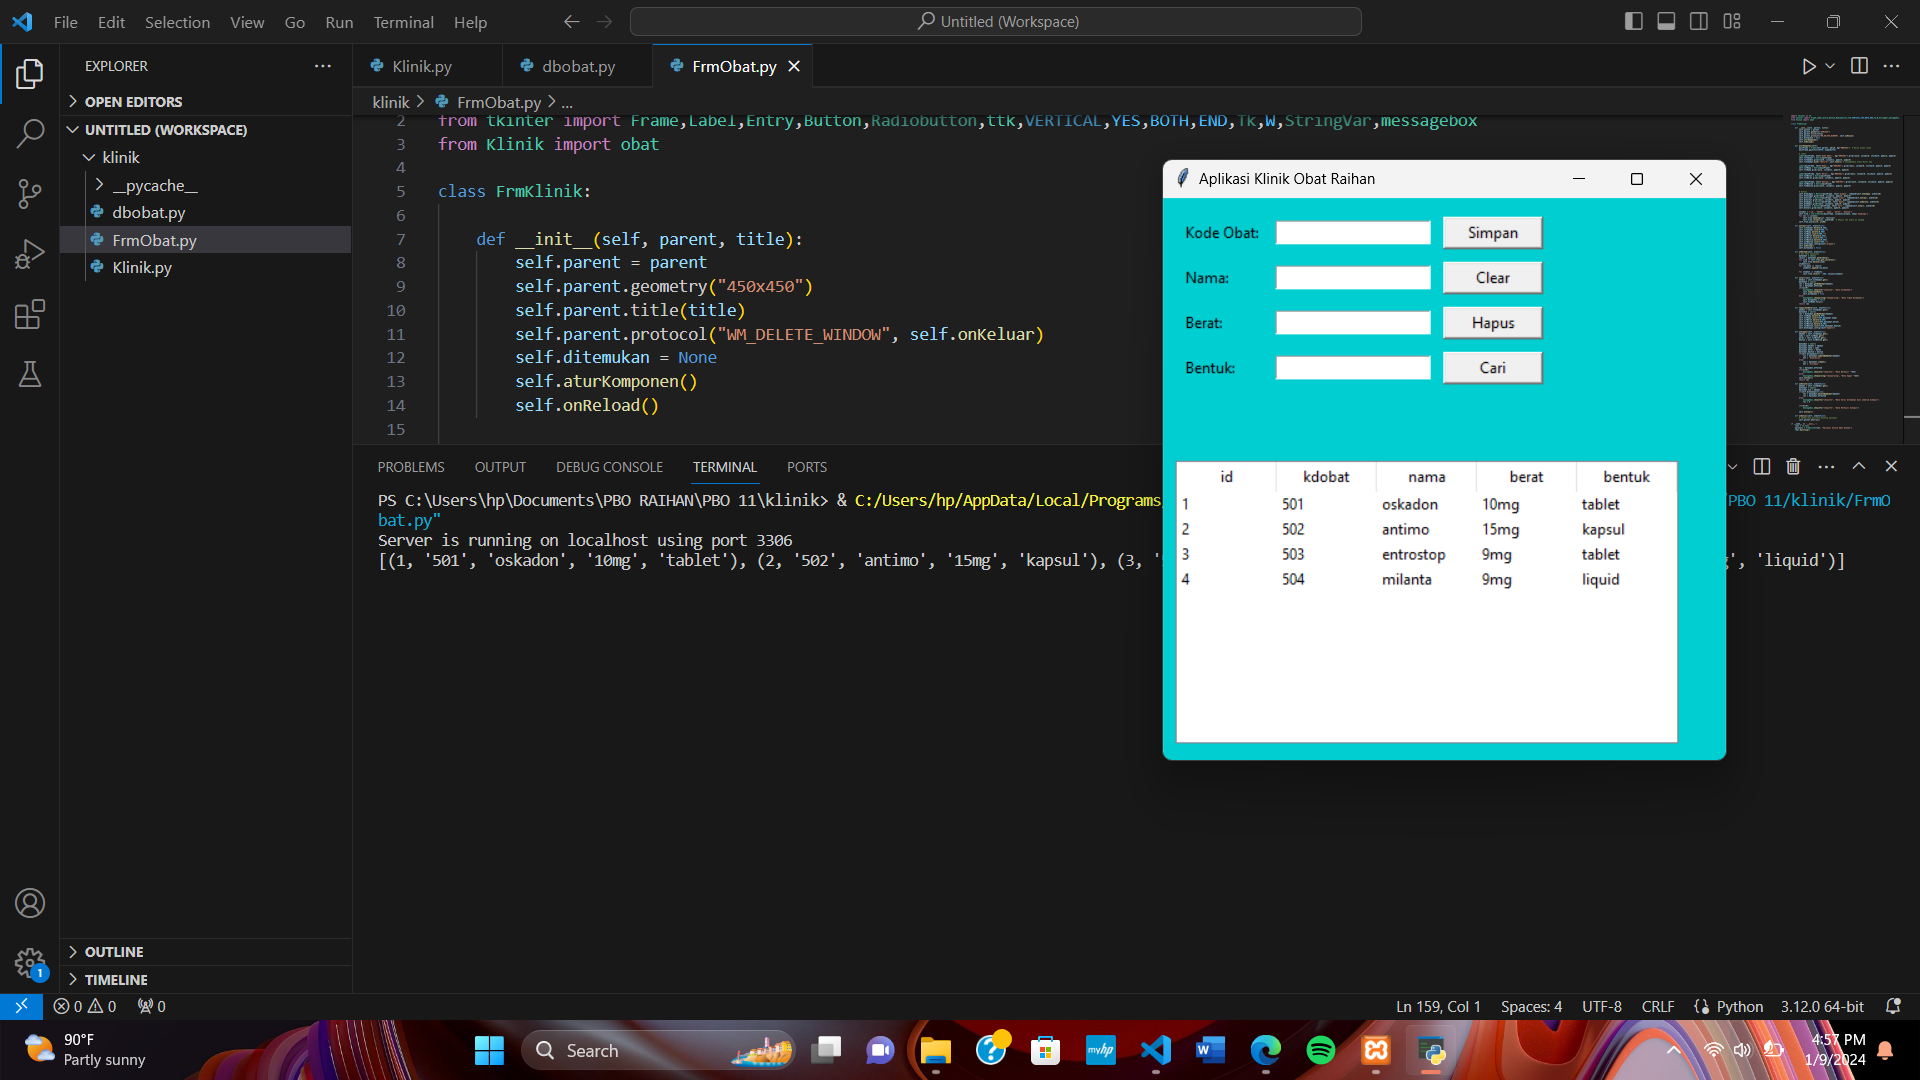 File Edit Selection View Go Run Terminal Help
Untitled (Workspace)
EXPLORER
OPEN EDITORS
UNTITLED (WORKSPACE)
klinik
__pycache__
dbobat.py
FrmObat.py
Klinik.py
OUTLINE
TIMELINE
Klinik.py dbobat.py FrmObat.py
klinik > FrmObat.py > ...
2 from tkinter import Frame,Label,Entry,Button,Radiobutton,ttk,VERTICAL,YES,BOTH,END,Tk,W,StringVar,messagebox
3 from Klinik import obat
4
5 class FrmKlinik:
6
7 def __init__(self, parent, title):
8 self.parent = parent
9 self.parent.geometry("450x450")
10 self.parent.title(title)
11 self.parent.protocol("WM_DELETE_WINDOW", self.onKeluar)
12 self.ditemukan = None
13 self.aturKomponen()
14 self.onReload()
15
PROBLEMS OUTPUT DEBUG CONSOLE TERMINAL PORTS
PS C:\Users\hp\Documents\PBO RAIHAN\PBO 11\klinik> & C:/Users/hp/AppData/Local/Programs PBO 11/klinik/FrmO
bat.py"
Server is running on localhost using port 3306
[(1, '501', 'oskadon', '10mg', 'tablet'), (2, '502', 'antimo', '15mg', 'kapsul'), (3, ' ', 'liquid')]
Aplikasi Klinik Obat Raihan
Kode Obat: Simpan
Nama: Clear
Berat: Hapus
Bentuk: Cari
id kdobat nama berat bentuk
1 501 oskadon 10mg tablet
2 502 antimo 15mg kapsul
3 503 entrostop 9mg tablet
4 504 milanta 9mg liquid
1
0 0 0
Ln 159, Col 1 Spaces: 4 UTF-8 CRLF Python 3.12.0 64-bit
90°F
Partly sunny
Search
myhp
4:57 PM
1/9/2024